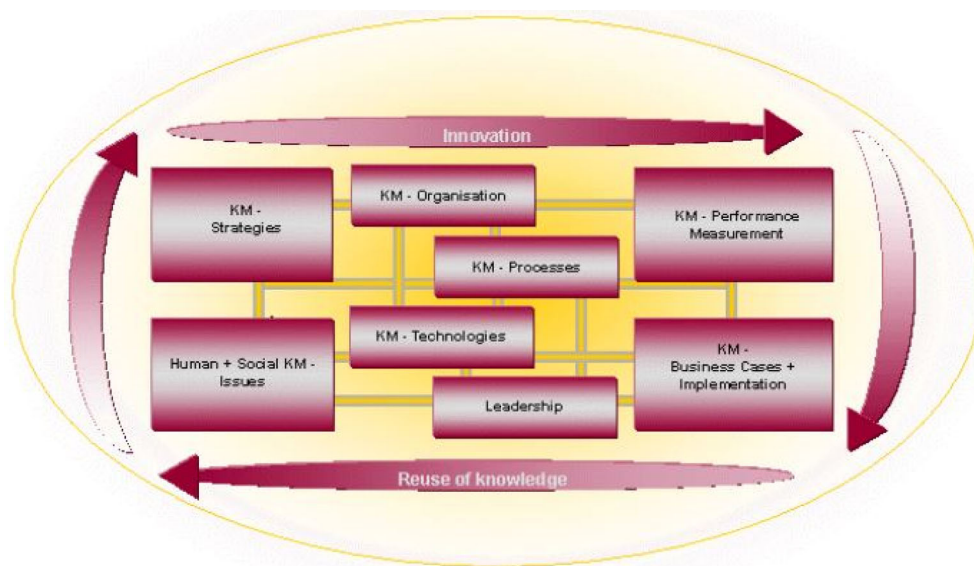 Innovation
KM -
Strategies
KM - Organisation
KM - Performance
Measurement
KM - Processes
KM - Technologies
Human + Social KM -
Issues
KM -
Business Cases +
Implementation
Leadership
Reuse of knowledge